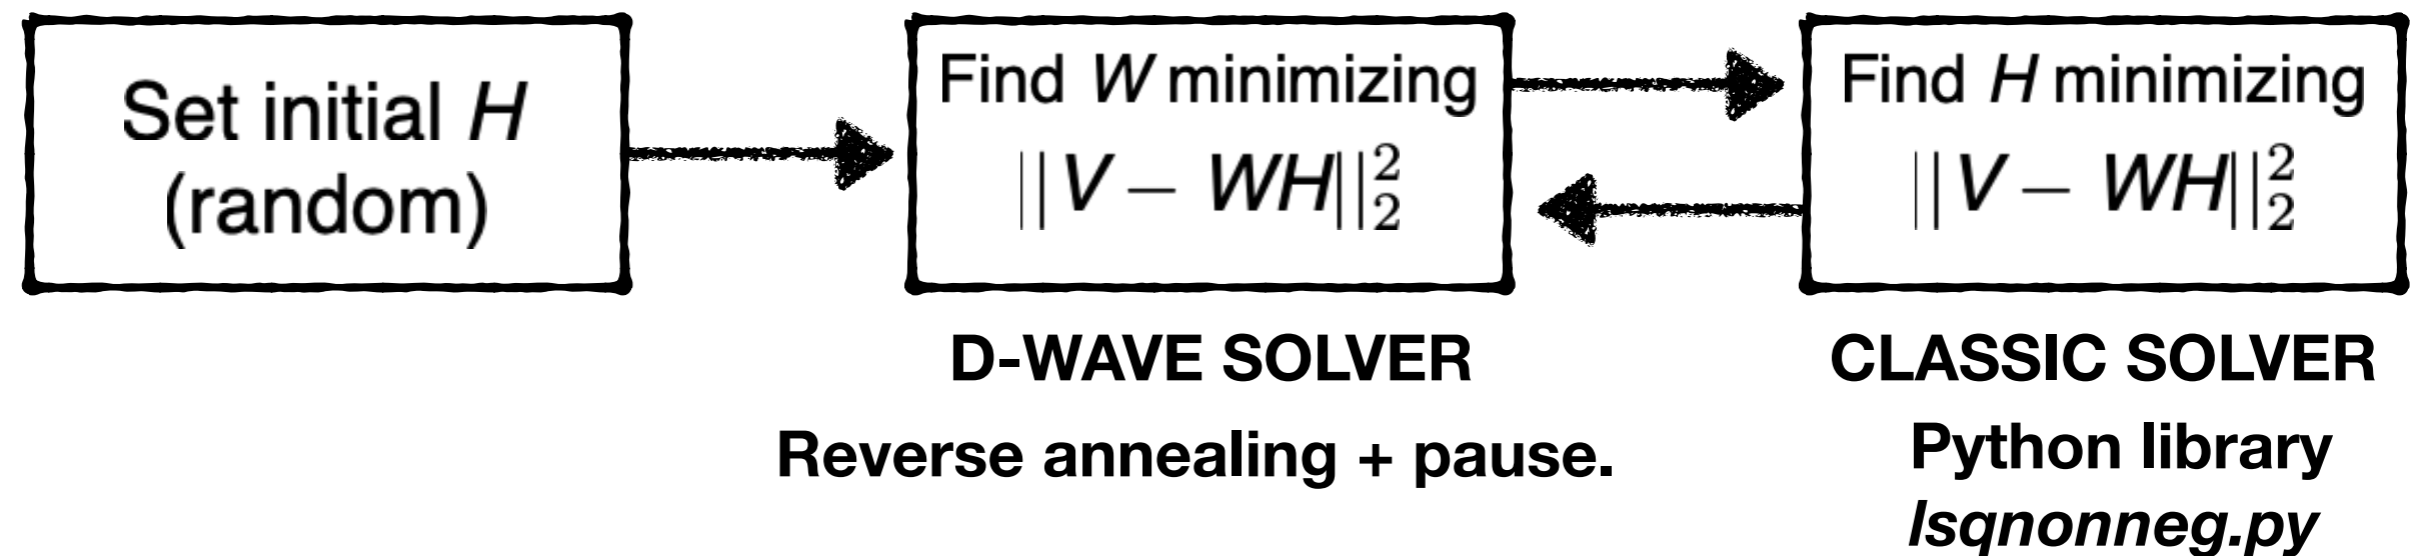 Set initial H
(random)
Find W minimizing
||V − WH||₂²
D-WAVE SOLVER
Reverse annealing + pause.
Find H minimizing
||V − WH||₂²
CLASSIC SOLVER
Python library
lsqnonneg.py